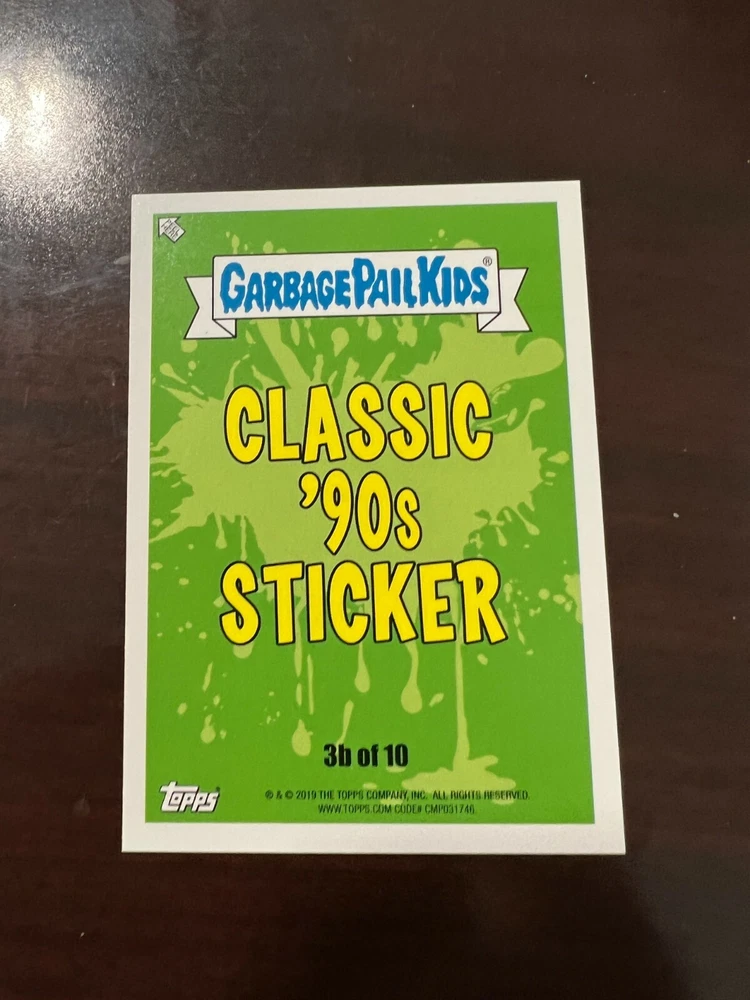 GARBAGE PAIL KIDS®
CLASSIC
'90s
STICKER
3b of 10
Topps®
® & © 2019 THE TOPPS COMPANY, INC. ALL RIGHTS RESERVED.
WWW.TOPPS.COM CODE# CMP031746.